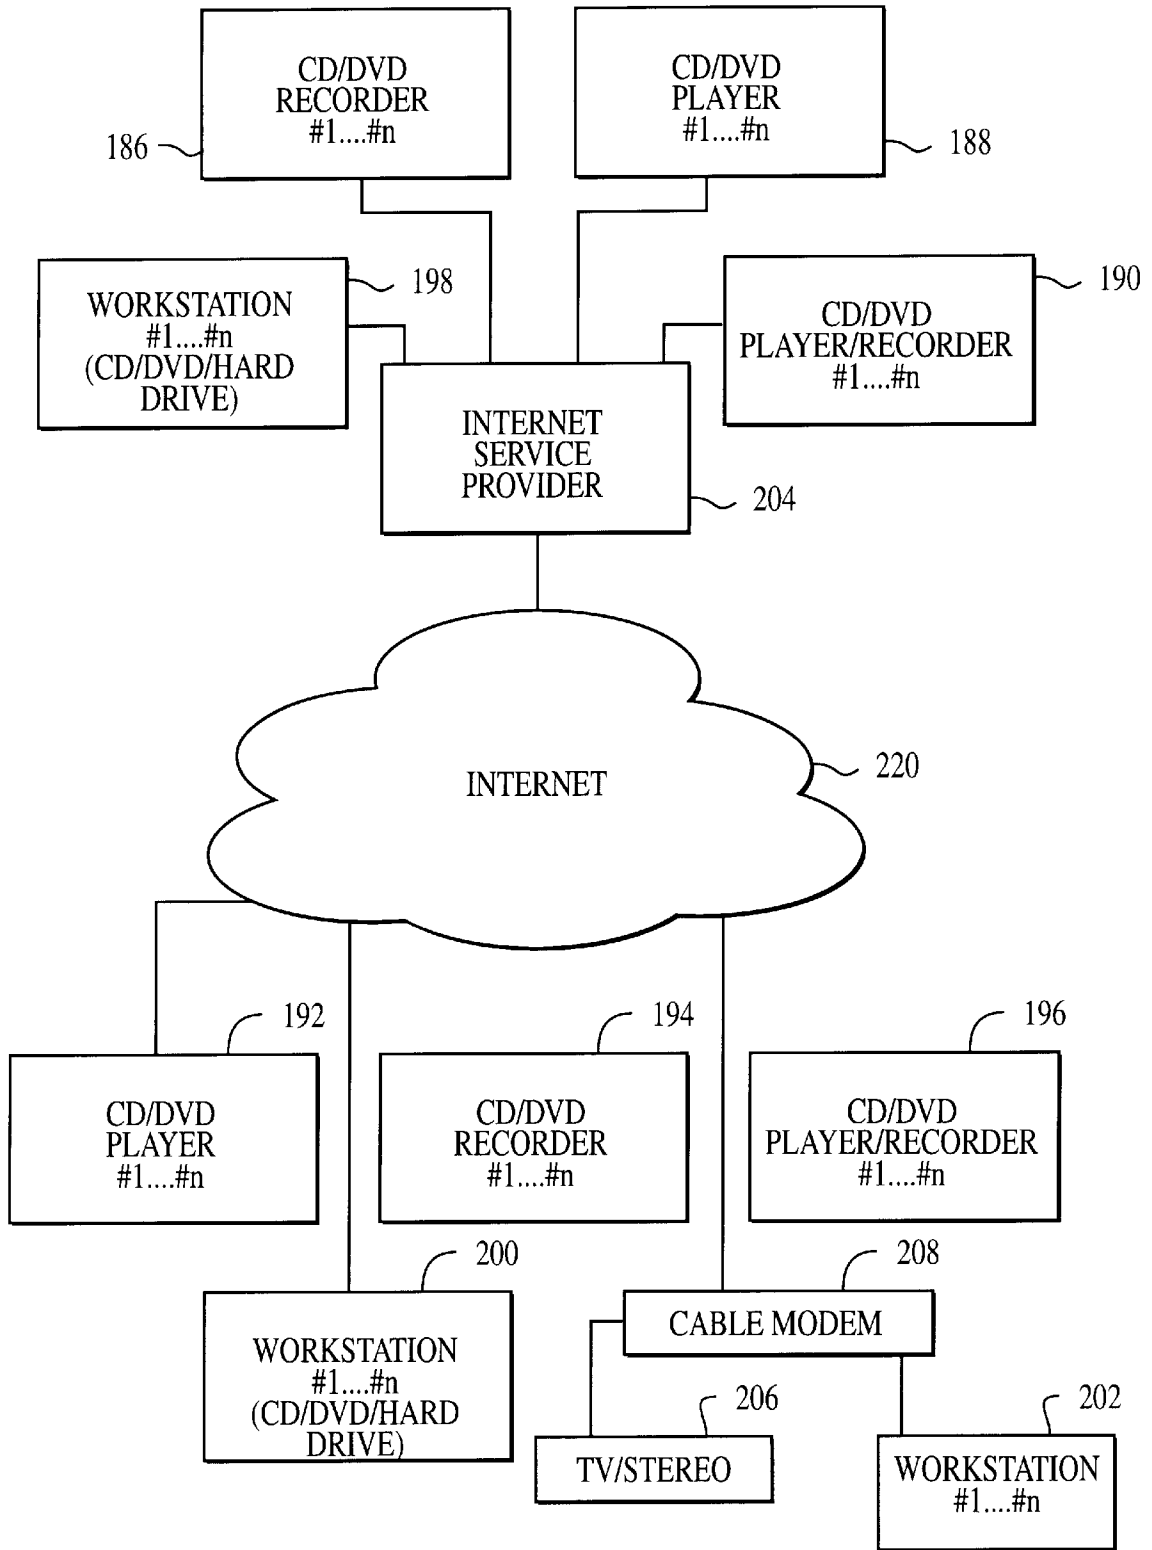 CD/DVD
RECORDER
#1....#n
186
CD/DVD
PLAYER
#1....#n
188
WORKSTATION
#1....#n
(CD/DVD/HARD
DRIVE)
198
CD/DVD
PLAYER/RECORDER
#1....#n
190
INTERNET
SERVICE
PROVIDER
204
INTERNET
220
192
CD/DVD
PLAYER
#1....#n
194
CD/DVD
RECORDER
#1....#n
196
CD/DVD
PLAYER/RECORDER
#1....#n
200
WORKSTATION
#1....#n
(CD/DVD/HARD
DRIVE)
208
CABLE MODEM
206
TV/STEREO
202
WORKSTATION
#1....#n